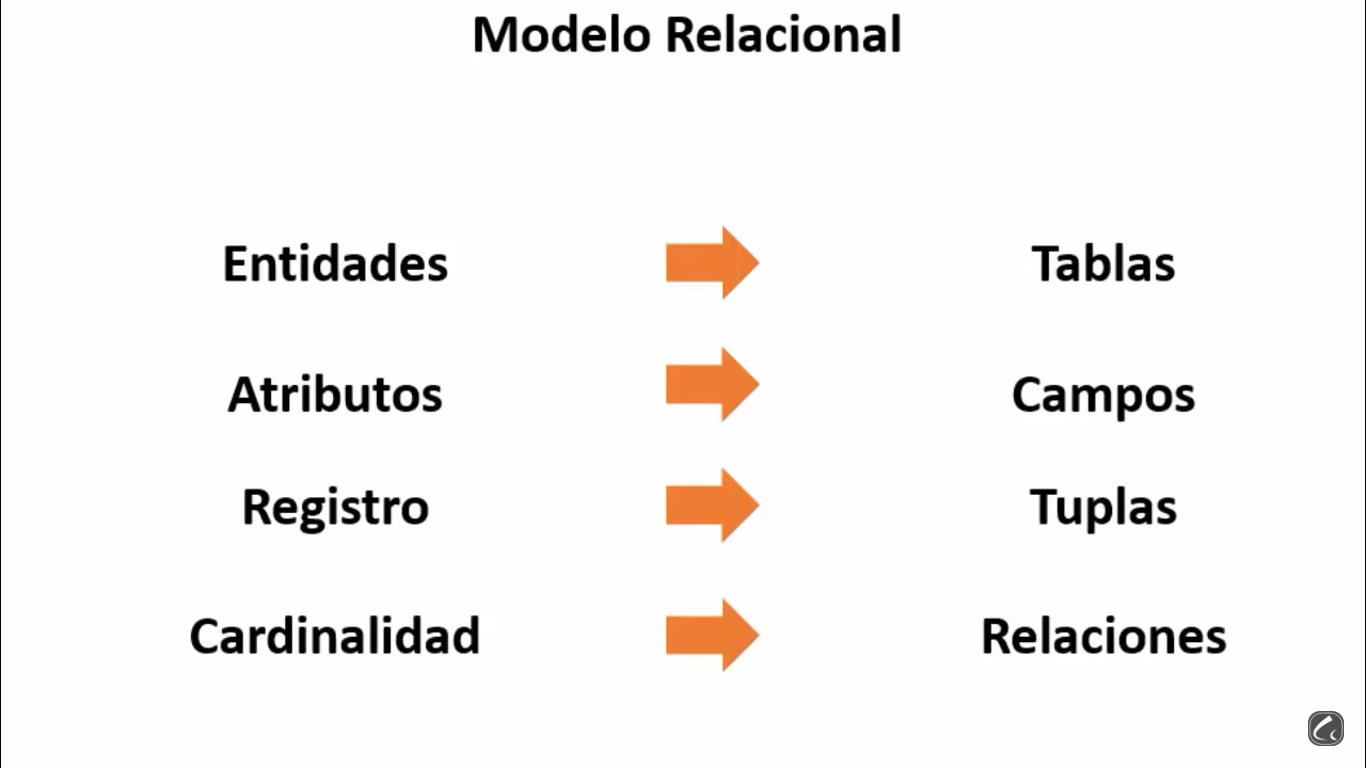 Modelo Relacional
Entidades Tablas
Atributos Campos
Registro Tuplas
Cardinalidad Relaciones